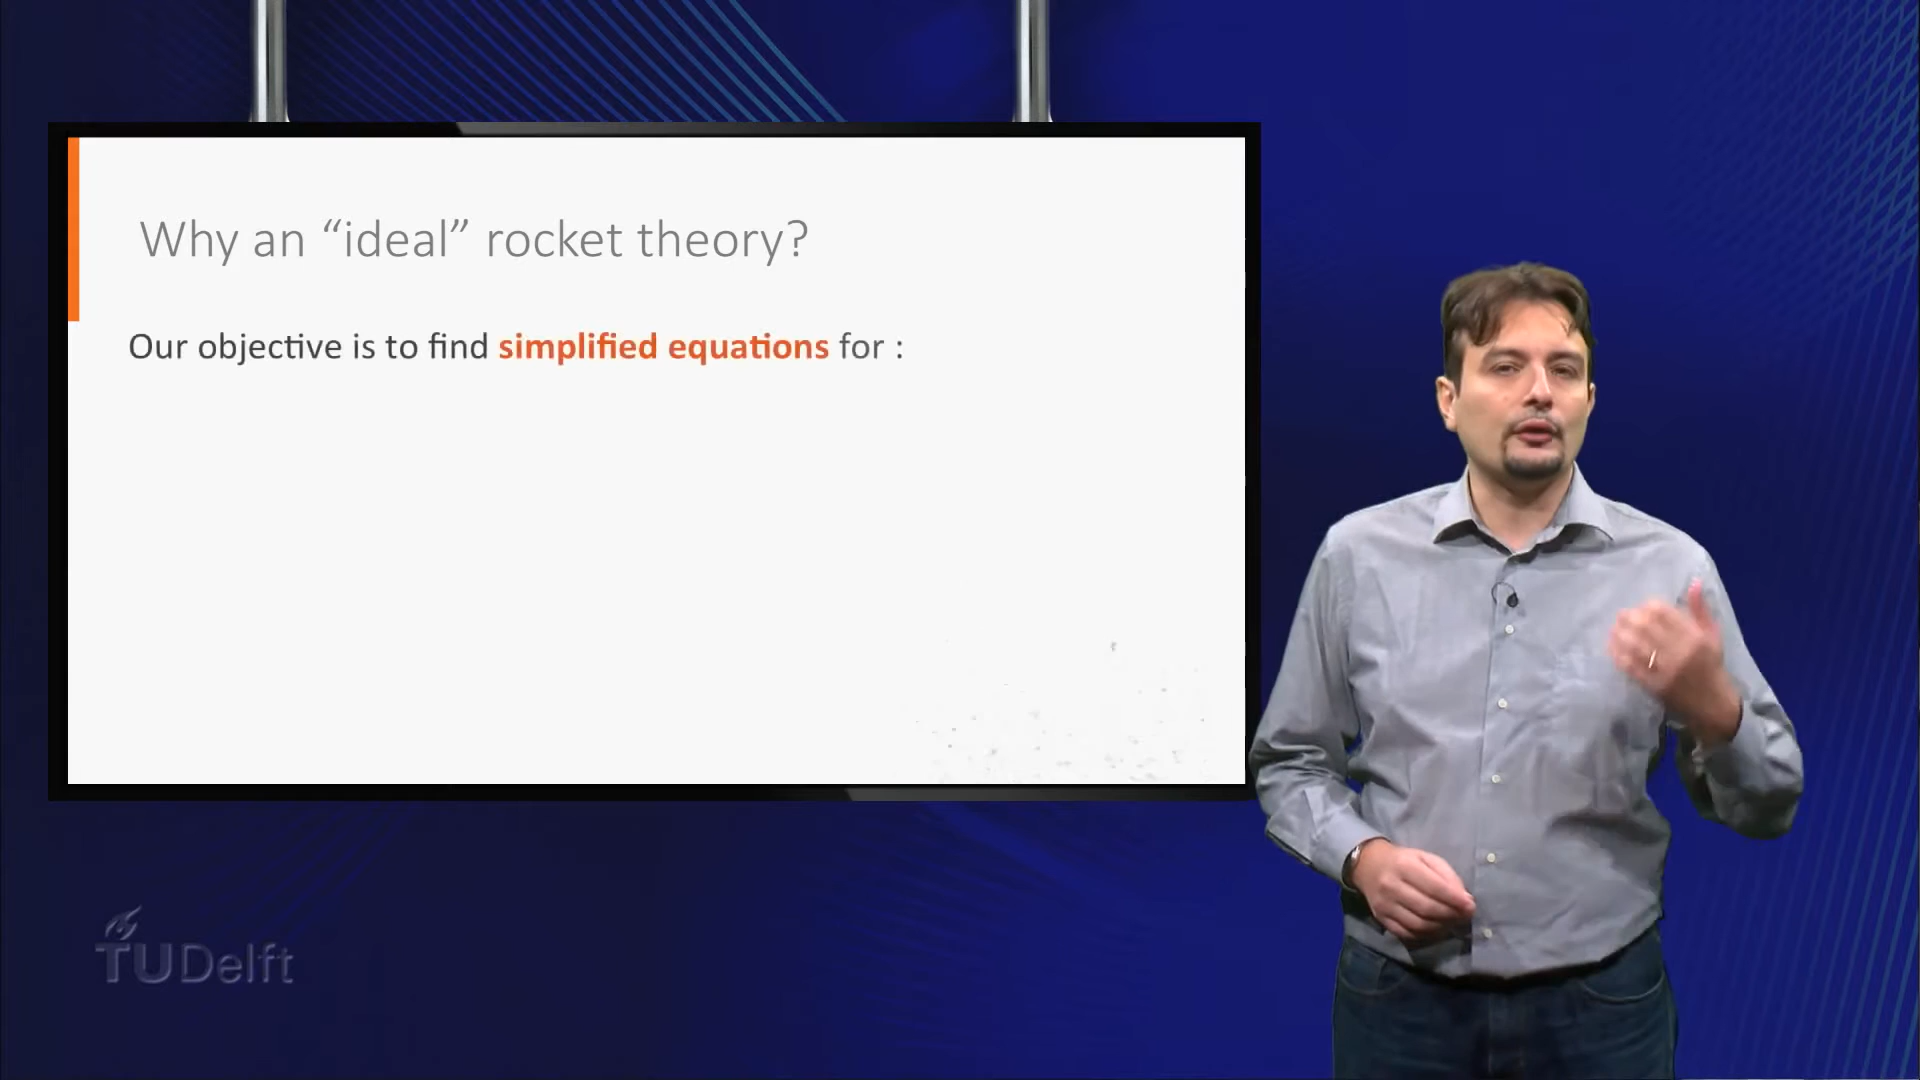 Why an “ideal” rocket theory?
Our objective is to find simplified equations for :
TUDelft